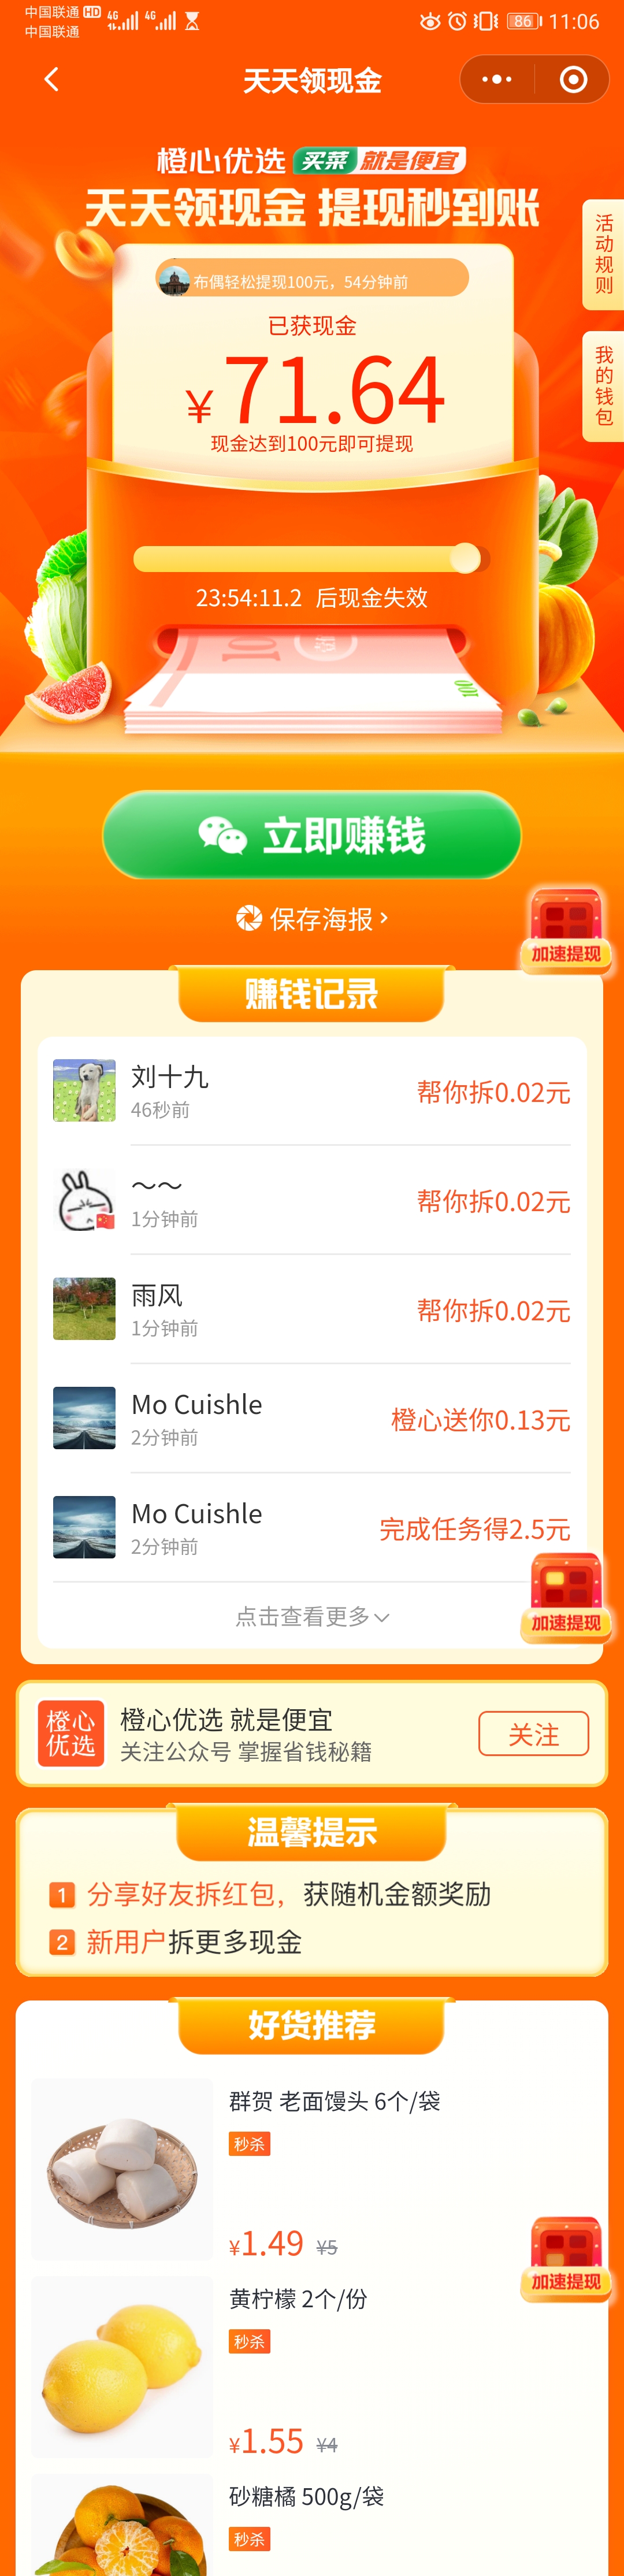 中国联通 HD 4G 4G 86 11:06
中国联通
天天领现金
橙心优选 买菜 就是便宜
天天领现金 提现秒到账
活动规则
布偶轻松提现100元，54分钟前
已获现金
¥71.64
我的钱包
现金达到100元即可提现
23:54:11.2 后现金失效
立即赚钱
保存海报
加速提现
赚钱记录
刘十九
帮你拆0.02元
46秒前
～～
帮你拆0.02元
1分钟前
雨风
帮你拆0.02元
1分钟前
Mo Cuishle
橙心送你0.13元
2分钟前
Mo Cuishle
完成任务得2.5元
2分钟前
点击查看更多
加速提现
橙心优选
橙心优选 就是便宜
关注公众号 掌握省钱秘籍
关注
温馨提示
1 分享好友拆红包，获随机金额奖励
2 新用户拆更多现金
好货推荐
群贺 老面馒头 6个/袋
秒杀
¥1.49 ¥5
加速提现
黄柠檬 2个/份
秒杀
¥1.55 ¥4
砂糖橘 500g/袋
秒杀